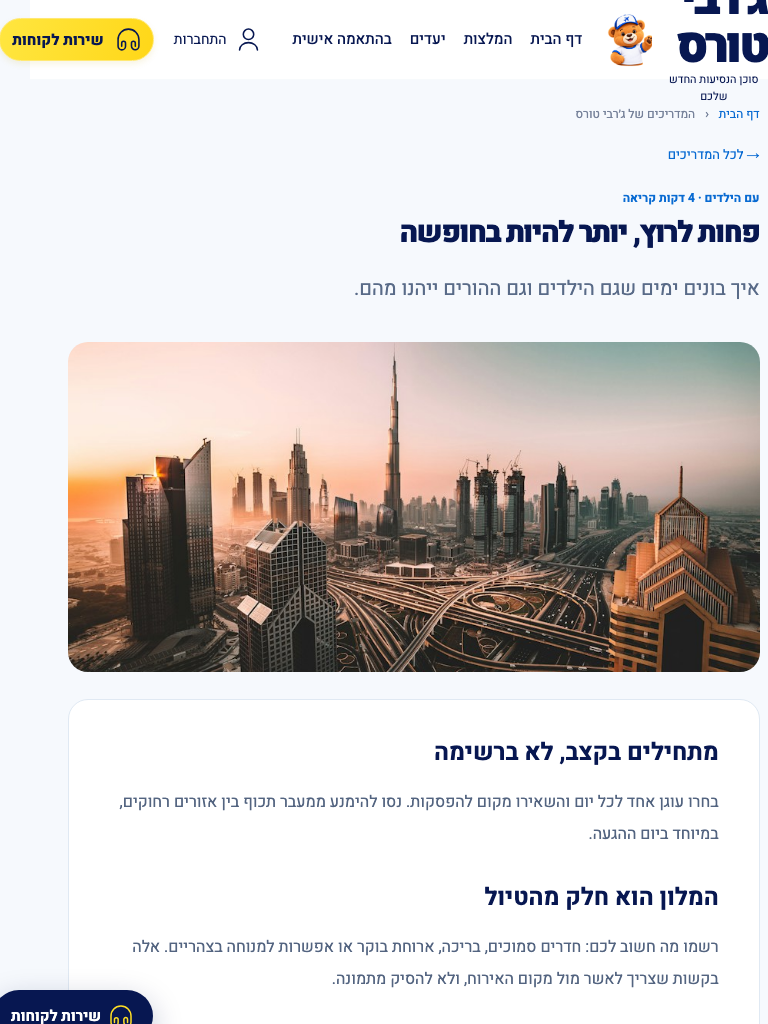 ג'רבי
טורס
סוכן הנסיעות החדש
שלכם
דף הבית
המלצות
יעדים
בהתאמה אישית
התחברות
שירות לקוחות
דף הבית › המדריכים של ג'רבי טורס
→ לכל המדריכים
עם הילדים · 4 דקות קריאה
פחות לרוץ, יותר להיות בחופשה
איך בונים ימים שגם הילדים וגם ההורים ייהנו מהם.
מתחילים בקצב, לא ברשימה
בחרו עוגן אחד לכל יום והשאירו מקום להפסקות. נסו להימנע ממעבר תכוף בין אזורים רחוקים,
במיוחד ביום ההגעה.
המלון הוא חלק מהטיול
רשמו מה חשוב לכם: חדרים סמוכים, בריכה, ארוחת בוקר או אפשרות למנוחה בצהריים. אלה
בקשות שצריך לאשר מול מקום האירוח, ולא להסיק מתמונה.
שירות לקוחות